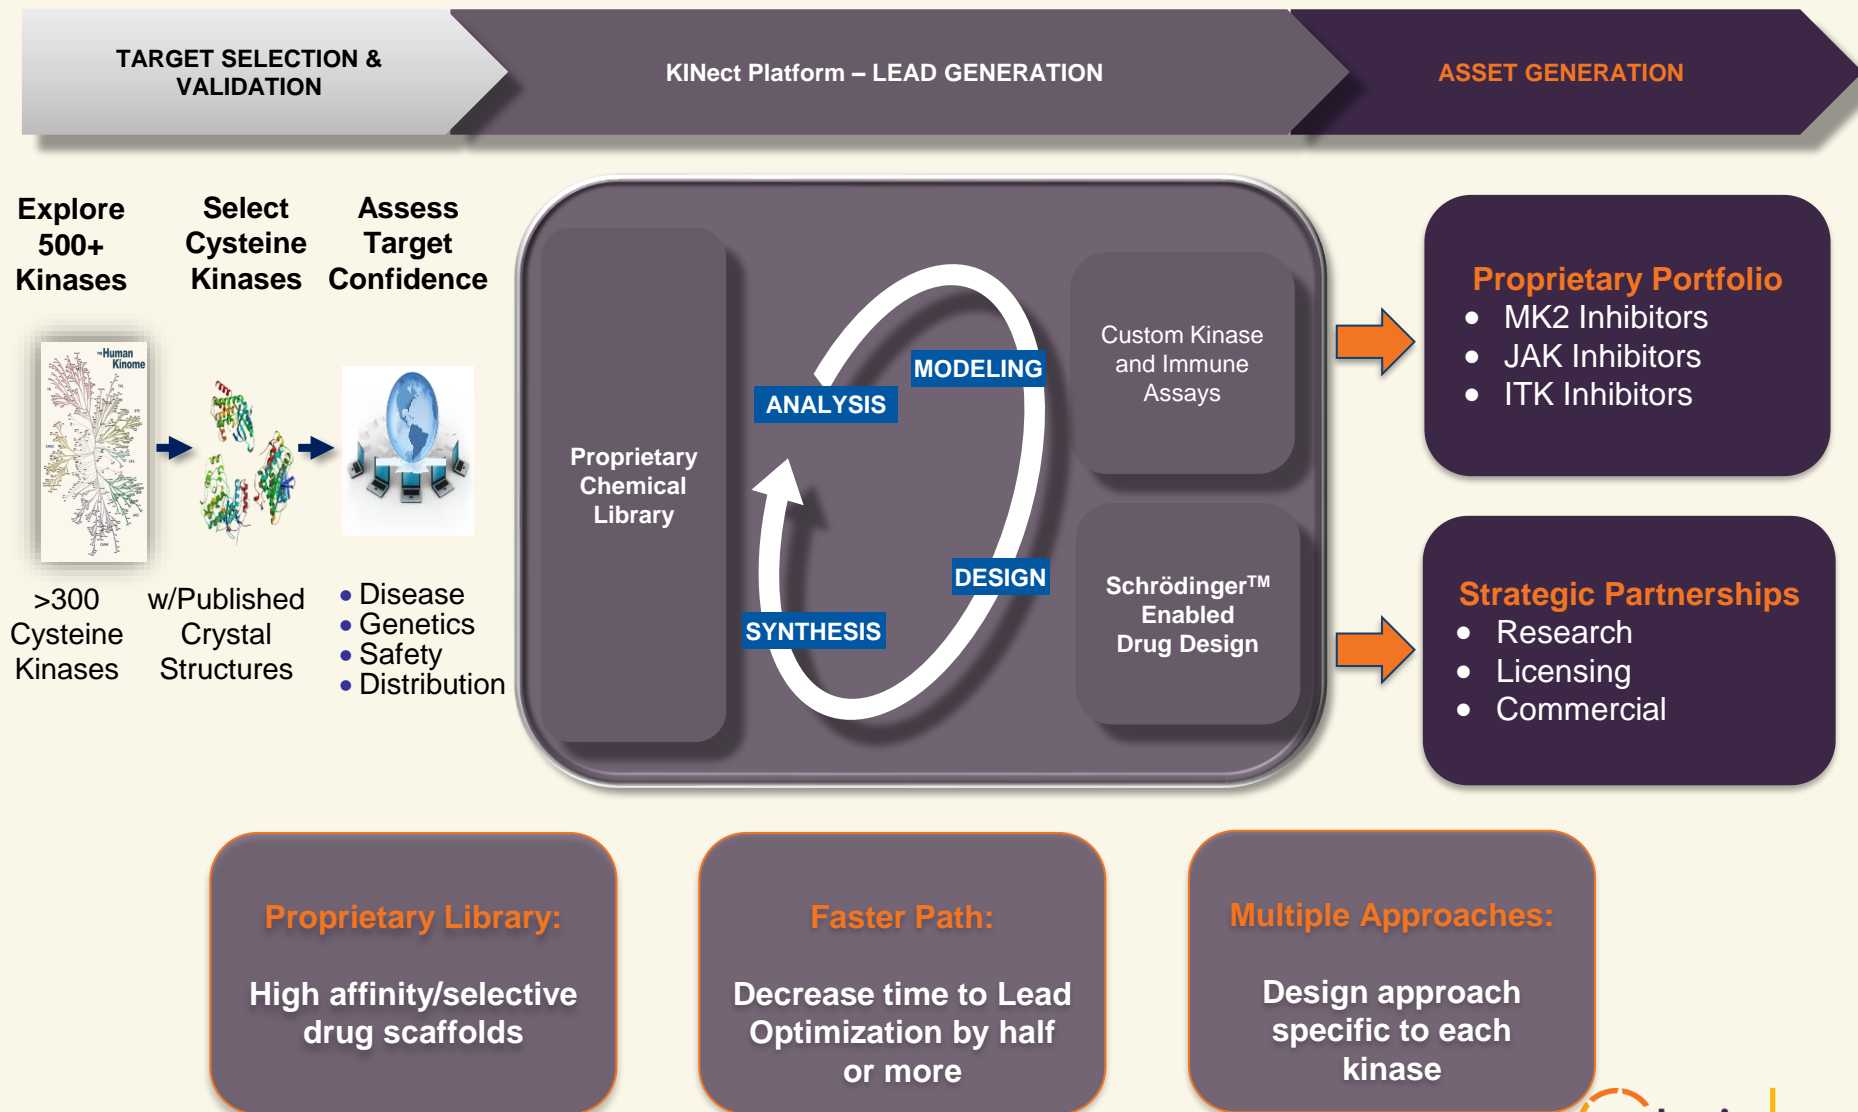 TARGET SELECTION &
VALIDATION
KINect Platform – LEAD GENERATION
ASSET GENERATION
Explore
500+
Kinases
Select
Cysteine
Kinases
Assess
Target
Confidence
The Human
Kinome
>300
Cysteine
Kinases
w/Published
Crystal
Structures
• Disease
• Genetics
• Safety
• Distribution
Proprietary
Chemical
Library
ANALYSIS
MODELING
DESIGN
SYNTHESIS
Custom Kinase
and Immune
Assays
Schrödinger™
Enabled
Drug Design
Proprietary Portfolio
• MK2 Inhibitors
• JAK Inhibitors
• ITK Inhibitors
Strategic Partnerships
• Research
• Licensing
• Commercial
Proprietary Library:
High affinity/selective
drug scaffolds
Faster Path:
Decrease time to Lead
Optimization by half
or more
Multiple Approaches:
Design approach
specific to each
kinase